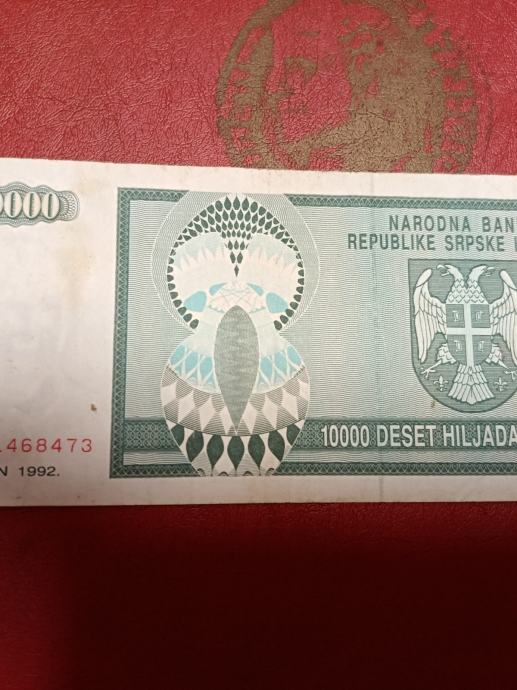 0000
NARODNA BAN
REPUBLIKE SRPSKE
468473
N 1992.
10000 DESET HILJADA